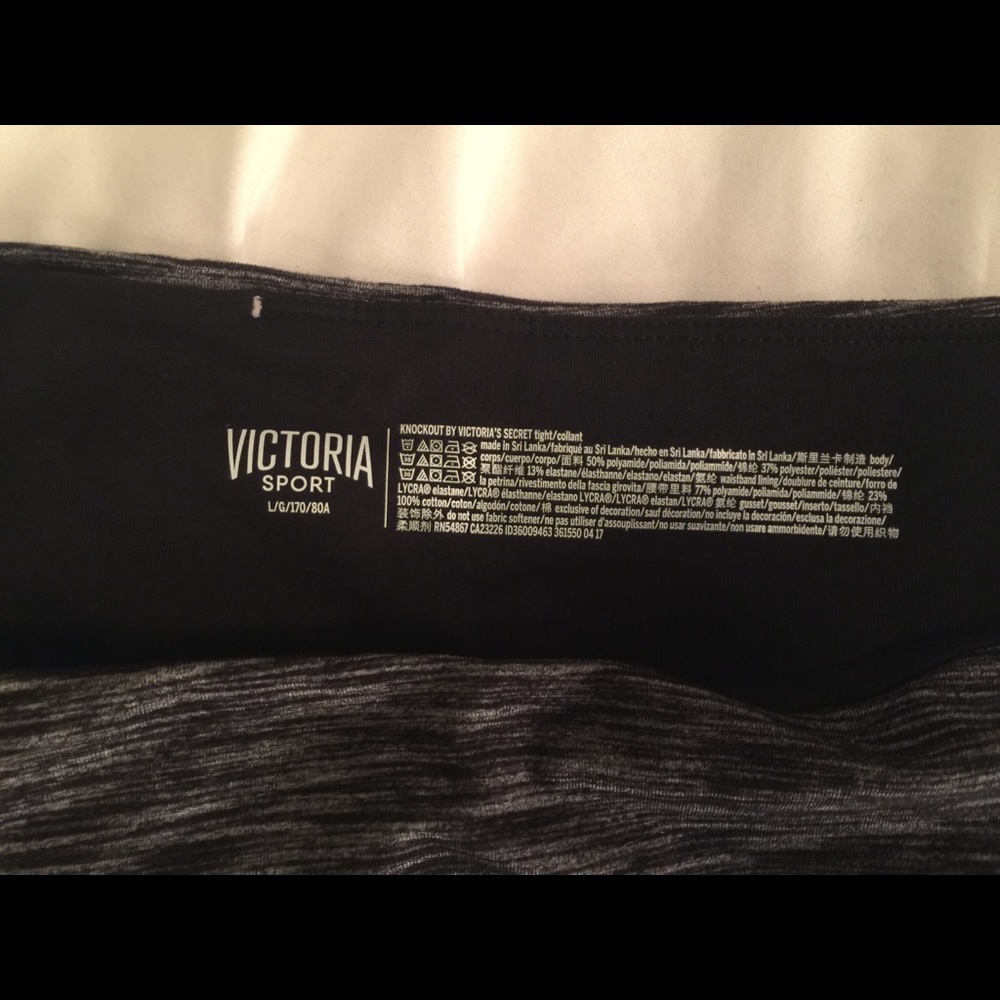 VICTORIA
SPORT
L/G/170/80A
KNOCKOUT BY VICTORIA'S SECRET tight/collant
made in Sri Lanka/fabriqué au Sri Lanka/hecho en Sri Lanka/fabbricato in Sri Lanka/斯里兰卡制造 body/
corps/cuerpo/corpo/面料 50% polyamide/poliamida/poliammide/锦纶 37% polyester/poliéster/poliestere/
聚酯纤维 13% elastane/élasthanne/elastano/elastan/氨纶 waistband lining/doublure de ceinture/forro de
la petrina/rivestimento della fascia girovita/腰带里料 77% polyamide/poliamida/poliammide/锦纶 23%
LYCRA® elastane/LYCRA® élasthanne/elastano LYCRA®/LYCRA® elastan/LYCRA® 氨纶 gusset/gousset/inserto/tassello/内裆
100% cotton/coton/algodón/cotone/棉 exclusive of decoration/sauf décoration/no incluye la decoración/esclusa la decorazione/
装饰除外 do not use fabric softener/ne pas utiliser d'assouplissant/no usar suavizante/non usare ammorbidente/请勿使用织物
柔顺剂 RN54867 CA23226 ID36009463 361550 04 17